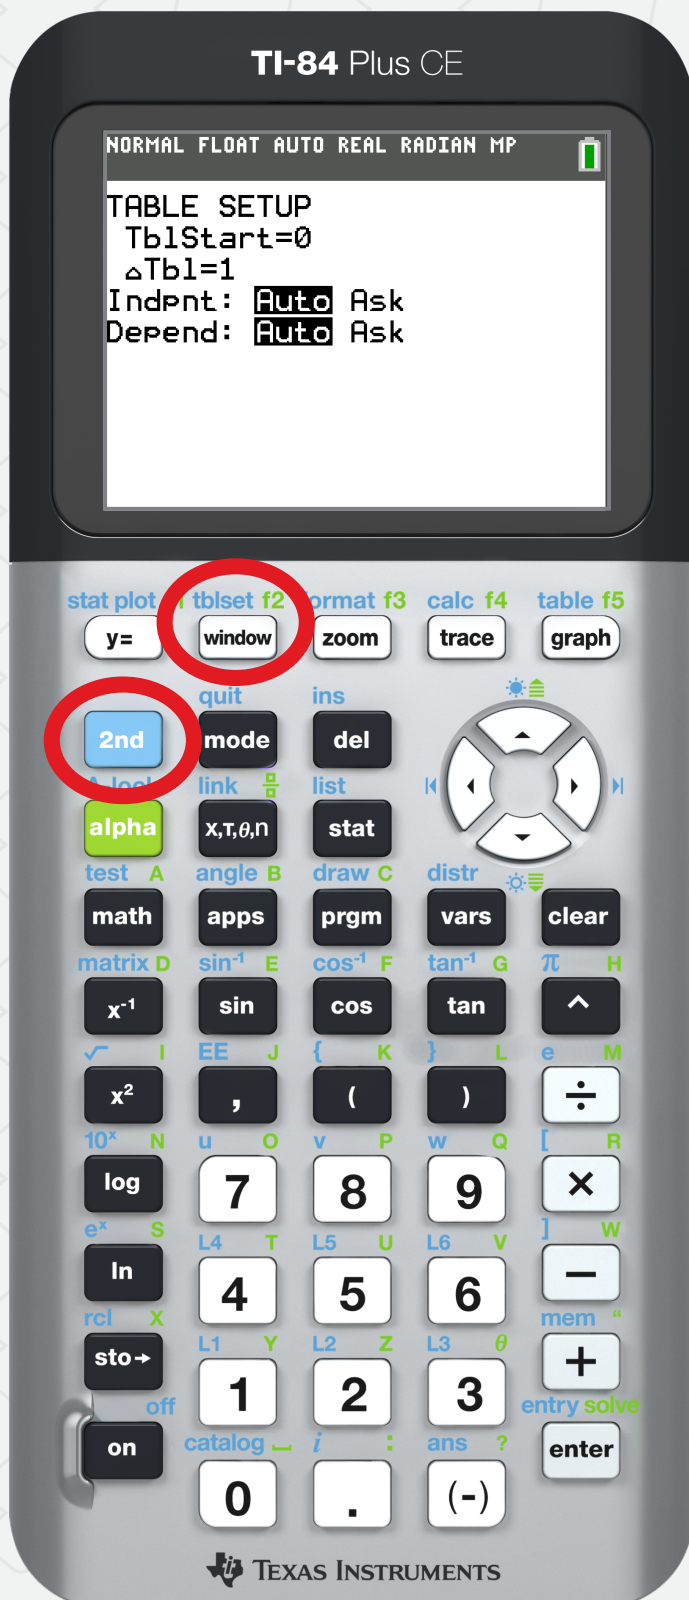 TI-84 Plus CE
NORMAL FLOAT AUTO REAL RADIAN MP
TABLE SETUP
TblStart=0
△Tbl=1
Indpnt: Auto Ask
Depend: Auto Ask
stat plot tblset f2 format f3 calc f4 table f5
y= window zoom trace graph
quit ins
2nd mode del
A-lock link list
alpha X,T,θ,n stat
test A angle B draw C distr
math apps prgm vars clear
matrix D sin⁻¹ E cos⁻¹ F tan⁻¹ G π H
x⁻¹ sin cos tan ^
√ I EE J { K } L e M
x² , ( ) ÷
10ˣ N u O v P w Q [ R
log 7 8 9 ×
eˣ S L4 T L5 U L6 V ] W
ln 4 5 6 −
rcl X L1 Y L2 Z L3 θ mem “
sto→ 1 2 3 +
off catalog ⎵ i : ans ? entry solve
on 0 . (-) enter
TEXAS INSTRUMENTS